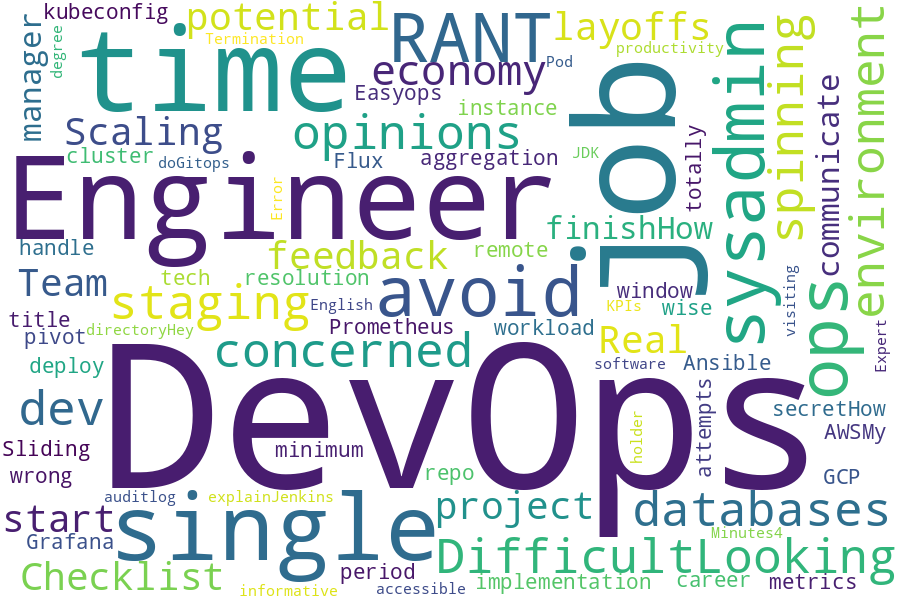 kubeconfig
potential
RANT
layoffs
environment
manager
degree
time
Termination
economy
Pod
productivity
sysadmin
spinning
Easyops
instance
job
communicate
Scaling
opinions
cluster
doGitops
Flux
aggregation
JDK
totally
Engineer
Error
finishHow
handle
feedback
remote
Team
tech
resolution
avoid
window
visiting
ops
staging
English
KPIs
wise
title
directoryHey
Prometheus
workload
Expert
pivot
concerned
Real
deploy
software
Ansible
DevOps
dev
attempts
secretHow
holder
Sliding
minimum
AWSMy
wrong
repo
GCP
auditlog
explainJenkins
start
single
project
databases
Grafana
Minutes4
DifficultLooking
Checklist
period
informative
accessible
implementation
career
metrics